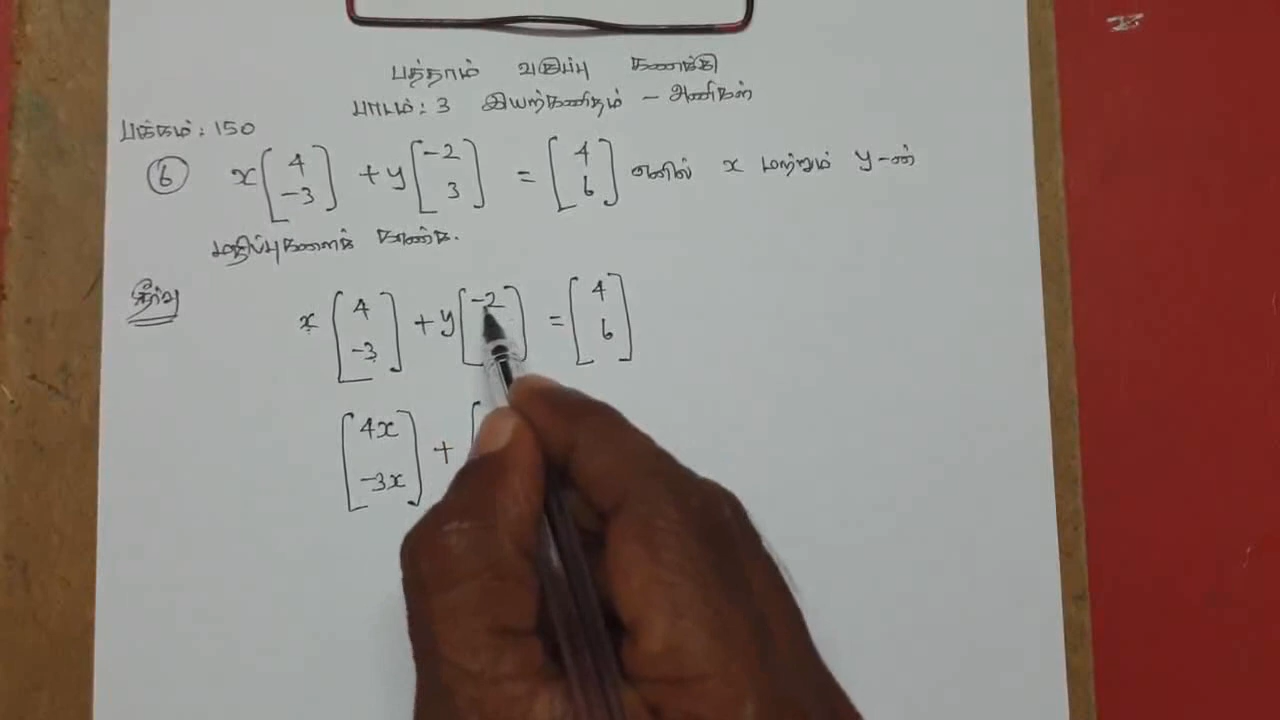 பத்தாம் வகுப்பு கணக்கு
பாடம் : 3 இயற்கணிதம் - அணிகள்
பக்கம் : 150
6 x[4 -3] + y[-2 3] = [4 6] எனில் x மற்றும் y-ன்
மதிப்புகளைக் காண்க.
தீர்வு x[4 -3] + y[-2 = [4 6]
[4x -3x] + [